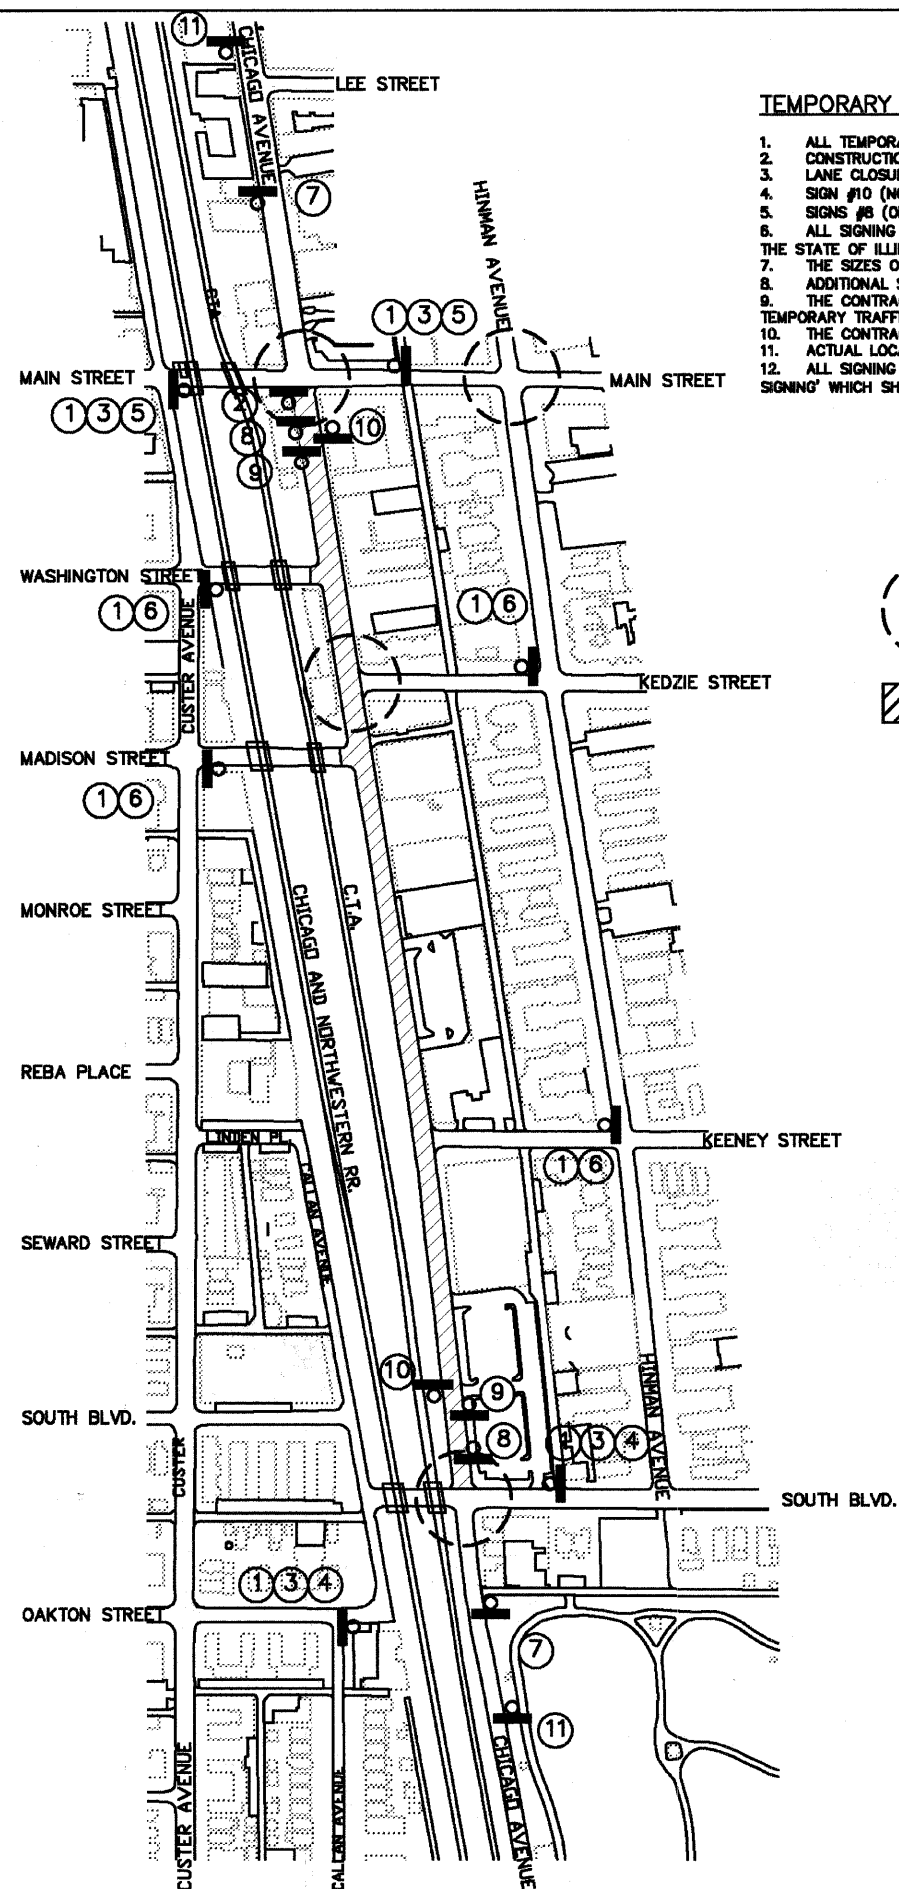 11
CHICAGO AVENUE
LEE STREET
TEMPORARY
1. ALL TEMPORA
2. CONSTRUCTIO
3. LANE CLOSU
4. SIGN #10 (N
5. SIGNS #8 (O
6. ALL SIGNING
THE STATE OF ILLI
7. THE SIZES O
8. ADDITIONAL S
9. THE CONTRA
TEMPORARY TRAFF
10. THE CONTRA
11. ACTUAL LOC
12. ALL SIGNING
SIGNING' WHICH SH
7
HINMAN AVENUE
C.T.A.
1 3 5
MAIN STREET
MAIN STREET
1 3 5
2
8
10
9
WASHINGTON STREET
1 6
1 6
CUSTER AVENUE
KEDZIE STREET
MADISON STREET
1 6
CHICAGO AND NORTHWESTERN RR.
C.T.A.
MONROE STREET
REBA PLACE
LINDEN PL
KEENEY STREET
1 6
CALLAN AVENUE
SEWARD STREET
HINMAN AVENUE
10
9
SOUTH BLVD.
8
3 4
CUSTER
SOUTH BLVD.
1 3 4
OAKTON STREET
7
11
CUSTER AVENUE
CALLAN AVENUE
CHICAGO AVENUE